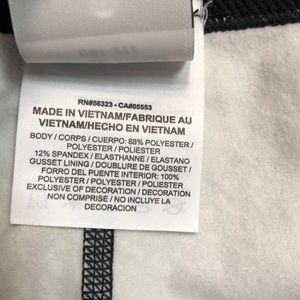 RN#56323 - CA#05553
MADE IN VIETNAM/FABRIQUE AU
VIETNAM/HECHO EN VIETNAM
BODY / CORPS / CUERPO: 88% POLYESTER /
POLYESTER / POLIESTER
12% SPANDEX / ELASTHANNE / ELASTANO
GUSSET LINING / DOUBLURE DE GOUSSET /
FORRO DEL PUENTE INTERIOR: 100%
POLYESTER / POLYESTER / POLIESTER
EXCLUSIVE OF DECORATION / DECORATION
NON COMPRISE / NO INCLUYE LA
DECORACION